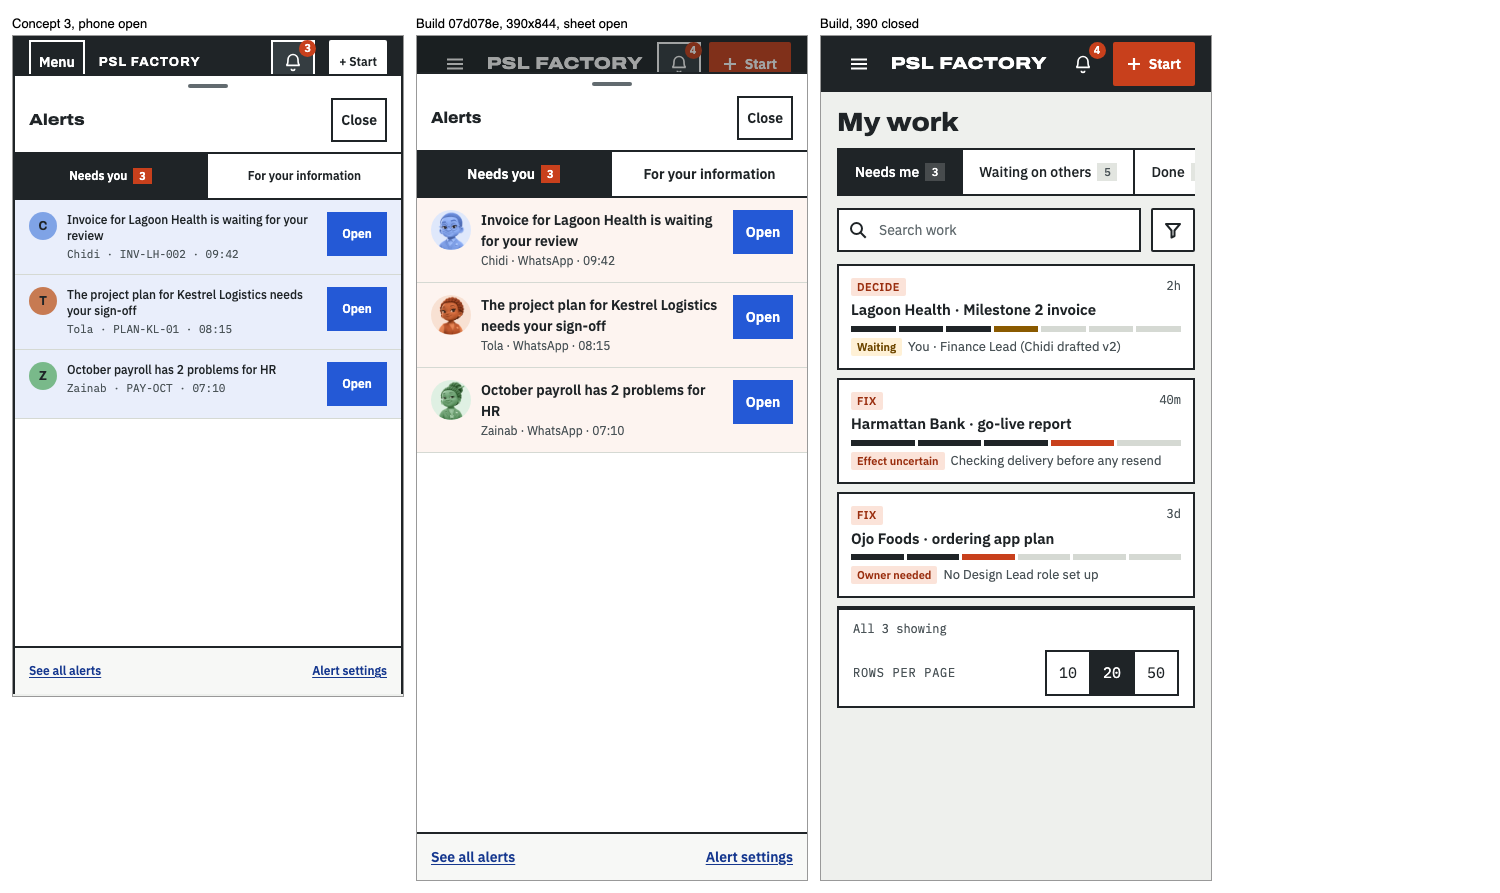 Concept 3, phone open
Menu
PSL FACTORY
3
+ Start
Alerts
Close
Needs you 3
For your information
C
Invoice for Lagoon Health is waiting for your
review
Chidi · INV-LH-002 · 09:42
Open
T
The project plan for Kestrel Logistics needs
your sign-off
Tola · PLAN-KL-01 · 08:15
Open
Z
October payroll has 2 problems for HR
Zainab · PAY-OCT · 07:10
Open
See all alerts
Alert settings
Build 07d078e, 390x844, sheet open
PSL FACTORY
4
+ Start
Alerts
Close
Needs you 3
For your information
Invoice for Lagoon Health is waiting
for your review
Chidi · WhatsApp · 09:42
Open
The project plan for Kestrel Logistics
needs your sign-off
Tola · WhatsApp · 08:15
Open
October payroll has 2 problems for
HR
Zainab · WhatsApp · 07:10
Open
See all alerts
Alert settings
Build, 390 closed
PSL FACTORY
4
+ Start
My work
Needs me 3
Waiting on others 5
Done
Search work
DECIDE
2h
Lagoon Health · Milestone 2 invoice
Waiting
You · Finance Lead (Chidi drafted v2)
FIX
40m
Harmattan Bank · go-live report
Effect uncertain
Checking delivery before any resend
FIX
3d
Ojo Foods · ordering app plan
Owner needed
No Design Lead role set up
All 3 showing
ROWS PER PAGE
10
20
50